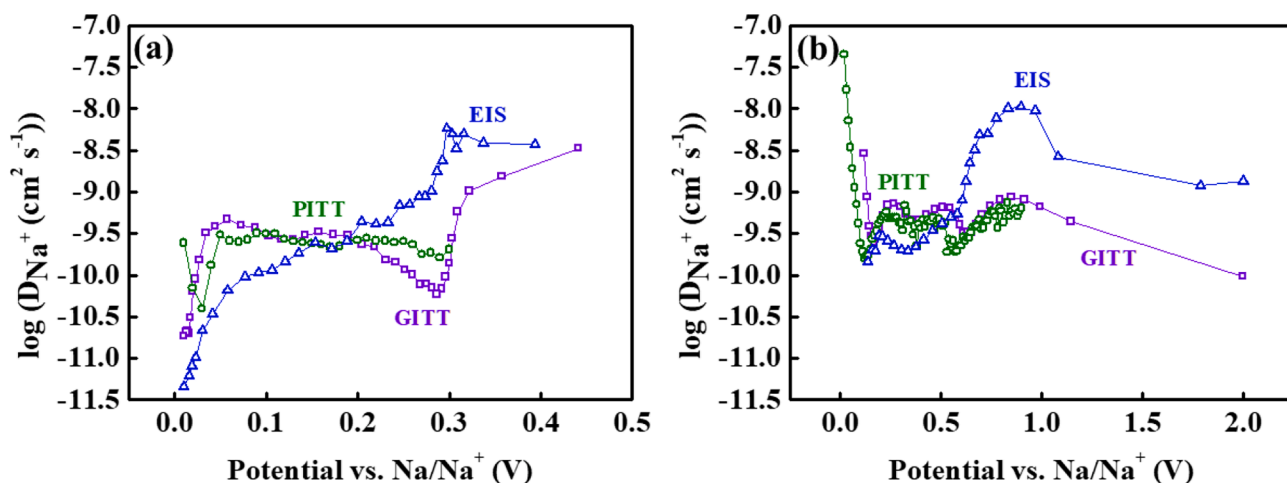 (a)
log (D_Na+ (cm² s⁻¹))
-7.0
-7.5
-8.0
-8.5
-9.0
-9.5
-10.0
-10.5
-11.0
-11.5
EIS
PITT
GITT
0.0 0.1 0.2 0.3 0.4 0.5
Potential vs. Na/Na⁺ (V)
(b)
log (D_Na+ (cm² s⁻¹))
-7.0
-7.5
-8.0
-8.5
-9.0
-9.5
-10.0
-10.5
-11.0
-11.5
EIS
PITT
GITT
0.0 0.5 1.0 1.5 2.0
Potential vs. Na/Na⁺ (V)